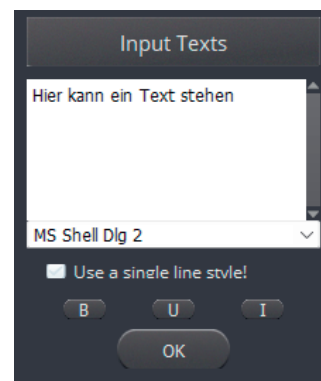 Input Texts
Hier kann ein Text stehen
MS Shell Dlg 2
Use a single line style!
B U I
OK